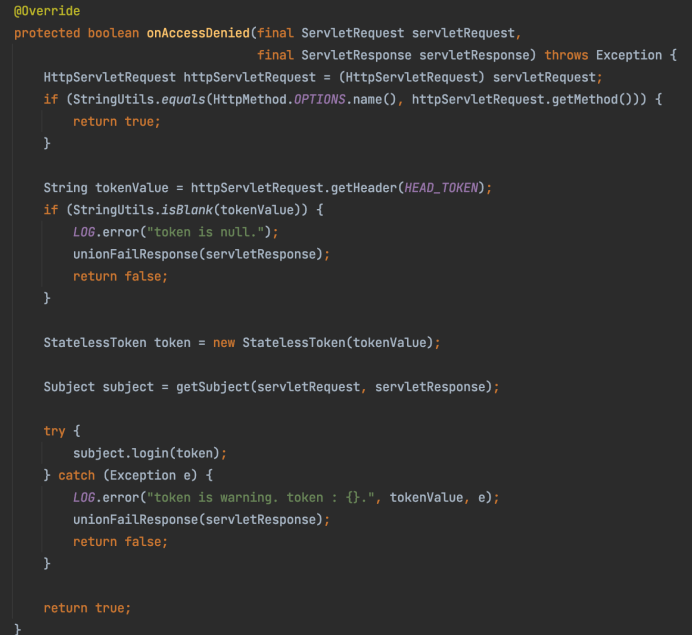 @Override
protected boolean onAccessDenied(final ServletRequest servletRequest,
                                 final ServletResponse servletResponse) throws Exception {
    HttpServletRequest httpServletRequest = (HttpServletRequest) servletRequest;
    if (StringUtils.equals(HttpMethod.OPTIONS.name(), httpServletRequest.getMethod())) {
        return true;
    }

    String tokenValue = httpServletRequest.getHeader(HEAD_TOKEN);
    if (StringUtils.isBlank(tokenValue)) {
        LOG.error("token is null.");
        unionFailResponse(servletResponse);
        return false;
    }

    StatelessToken token = new StatelessToken(tokenValue);

    Subject subject = getSubject(servletRequest, servletResponse);

    try {
        subject.login(token);
    } catch (Exception e) {
        LOG.error("token is warning. token : {}.", tokenValue, e);
        unionFailResponse(servletResponse);
        return false;
    }

    return true;
}